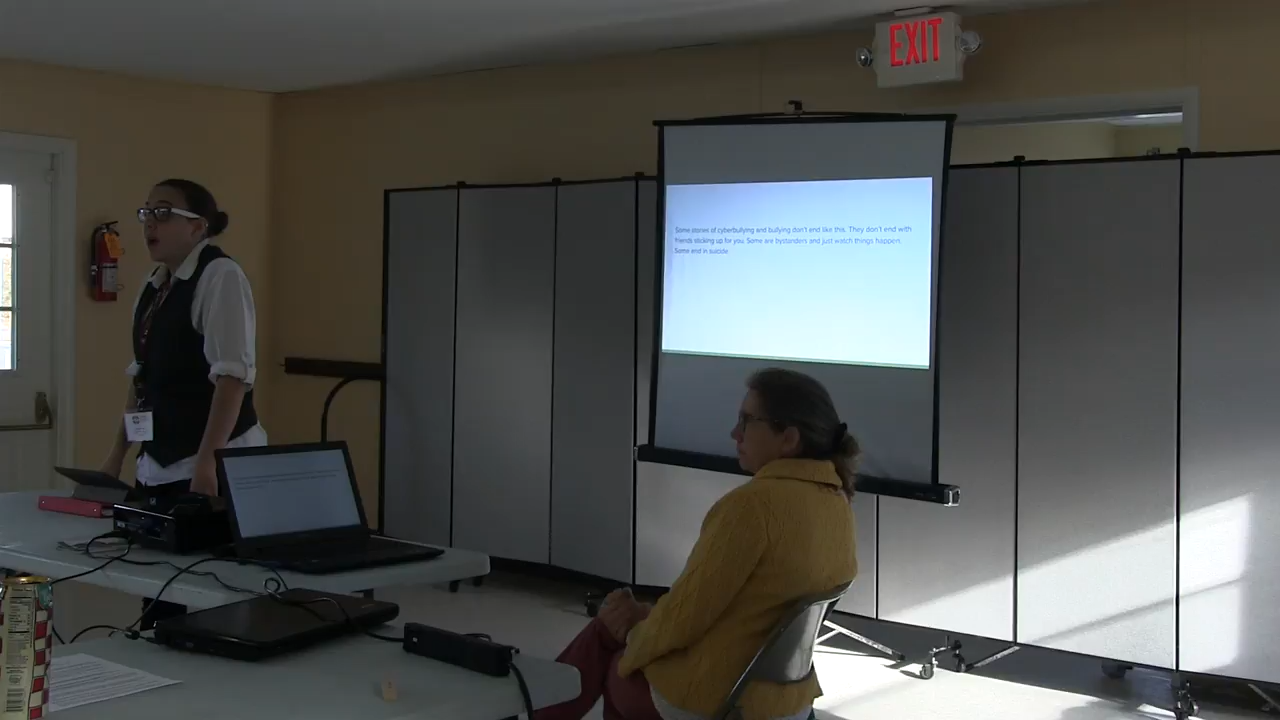 EXIT
Some stories of cyberbullying and bullying don't end like this. They don't end with
friends sticking up for you. Some are bystanders and just watch things happen.
Some end in suicide